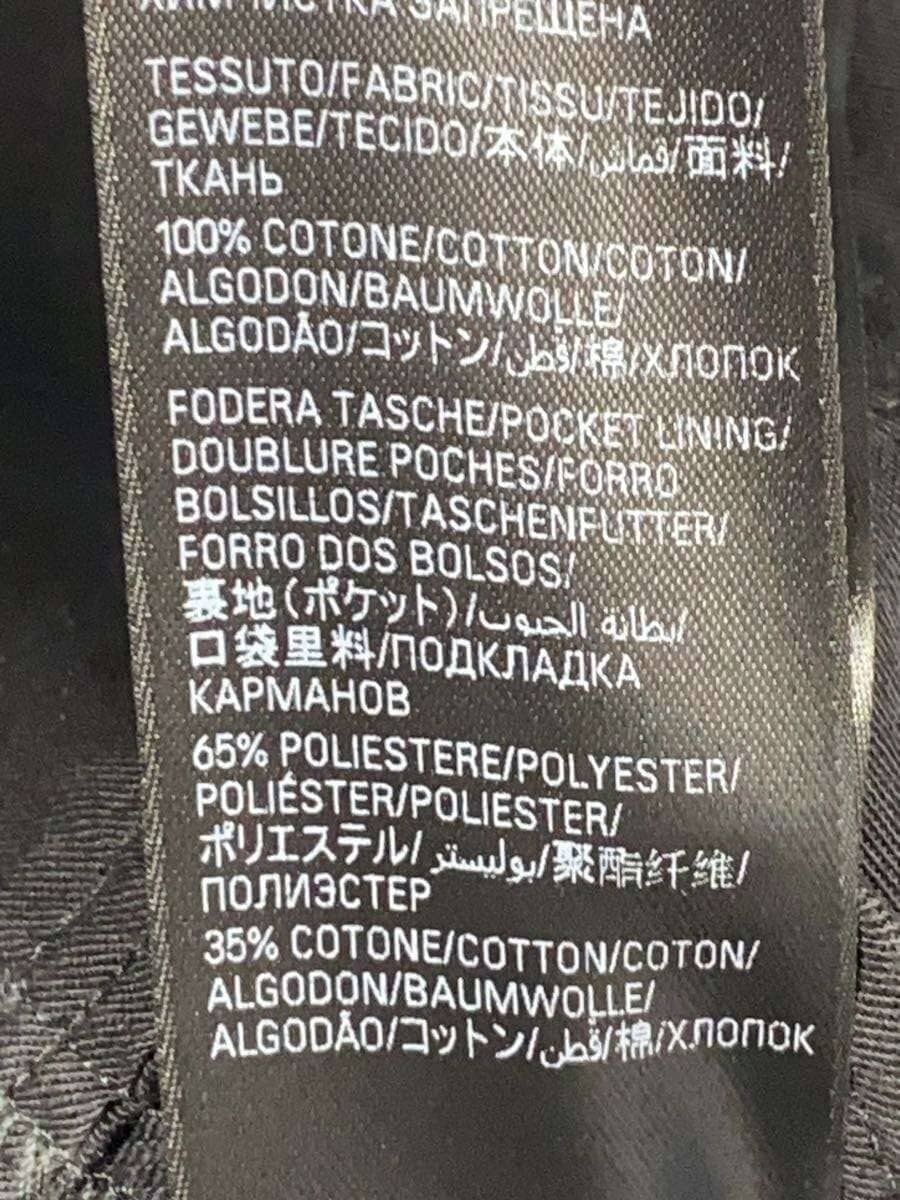 ХИМЧИСТКА ЗАПРЕЩЕНА
TESSUTO/FABRIC/TISSU/TEJIDO/
GEWEBE/TECIDO/本体/قماش/面料/
ТКАНЬ
100% COTONE/COTTON/COTON/
ALGODON/BAUMWOLLE/
ALGODÃO/コットン/قطن/棉/ХЛОПОК
FODERA TASCHE/POCKET LINING/
DOUBLURE POCHES/FORRO
BOLSILLOS/TASCHENFUTTER/
FORRO DOS BOLSOS/
裏地(ポケット)/بطانة الجيوب/
口袋里料/ПОДКЛАДКА
КАРМАНОВ
65% POLIESTERE/POLYESTER/
POLIÉSTER/POLIESTER/
ポリエステル/بوليستر/聚酯纤维/
ПОЛИЭСТЕР
35% COTONE/COTTON/COTON/
ALGODON/BAUMWOLLE/
ALGODÃO/コットン/قطن/棉/ХЛОПОК